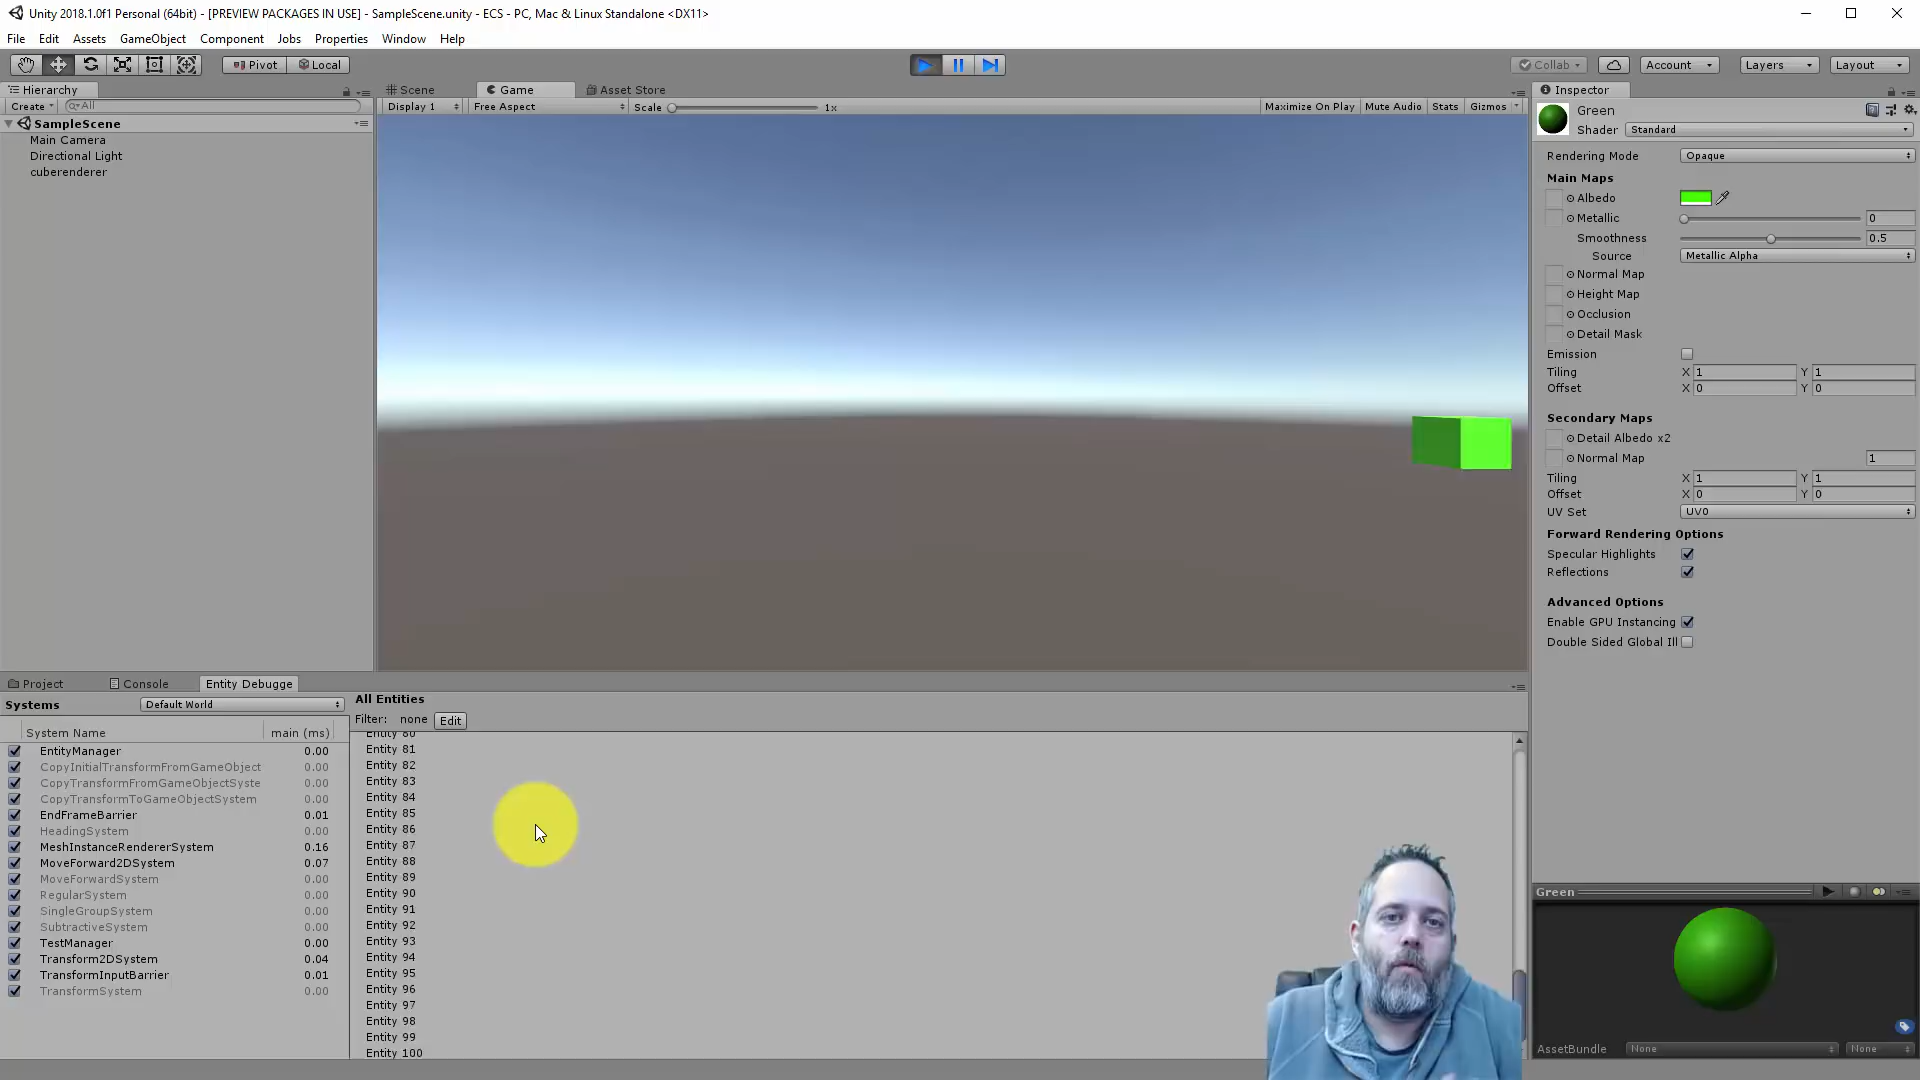 Unity 2018.1.0f1 Personal (64bit) - [PREVIEW PACKAGES IN USE] - SampleScene.unity - ECS - PC, Mac & Linux Standalone <DX11>
File Edit Assets GameObject Component Jobs Properties Window Help
Pivot Local Collab Account Layers Layout
Hierarchy Scene Game Asset Store Inspector
Create All Display 1 Free Aspect Scale 1x Maximize On Play Mute Audio Stats Gizmos
SampleScene
Main Camera
Directional Light
cuberenderer
Green
Shader Standard
Rendering Mode Opaque
Main Maps
Albedo
Metallic 0
Smoothness 0.5
Source Metallic Alpha
Normal Map
Height Map
Occlusion
Detail Mask
Emission
Tiling X 1 Y 1
Offset X 0 Y 0
Secondary Maps
Detail Albedo x2
Normal Map 1
Tiling X 1 Y 1
Offset X 0 Y 0
UV Set UV0
Forward Rendering Options
Specular Highlights
Reflections
Advanced Options
Enable GPU Instancing
Double Sided Global Ill
Project Console Entity Debugge
Systems Default World
System Name main (ms)
EntityManager 0.00
CopyInitialTransformFromGameObject 0.00
CopyTransformFromGameObjectSyste 0.00
CopyTransformToGameObjectSystem 0.00
EndFrameBarrier 0.01
HeadingSystem 0.00
MeshInstanceRendererSystem 0.16
MoveForward2DSystem 0.07
MoveForwardSystem 0.00
RegularSystem 0.00
SingleGroupSystem 0.00
SubtractiveSystem 0.00
TestManager 0.00
Transform2DSystem 0.04
TransformInputBarrier 0.01
TransformSystem 0.00
All Entities
Filter: none Edit
Entity 80
Entity 81
Entity 82
Entity 83
Entity 84
Entity 85
Entity 86
Entity 87
Entity 88
Entity 89
Entity 90
Entity 91
Entity 92
Entity 93
Entity 94
Entity 95
Entity 96
Entity 97
Entity 98
Entity 99
Entity 100
Green
AssetBundle None None